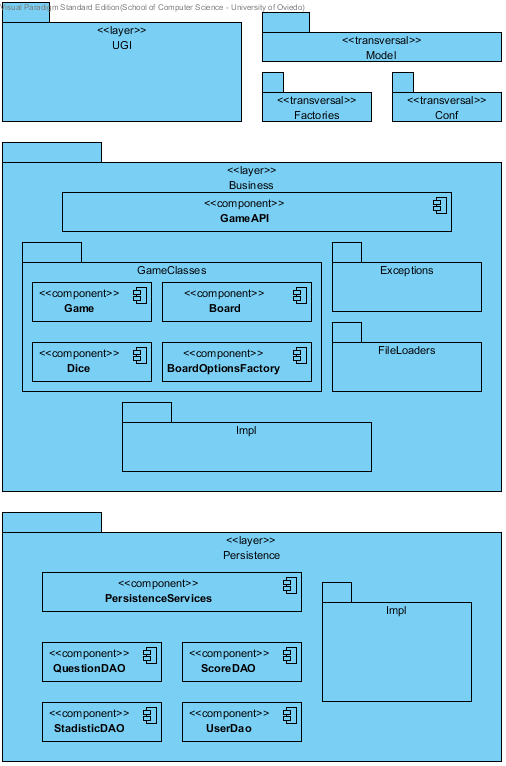 Visual Paradigm Standard Edition(School of Computer Science - University of Oviedo)
<<layer>>
UGI
<<transversal>>
Model
<<transversal>>
Factories
<<transversal>>
Conf
<<layer>>
Business
<<component>>
GameAPI
GameClasses
<<component>>
Game
<<component>>
Board
<<component>>
Dice
<<component>>
BoardOptionsFactory
Exceptions
FileLoaders
Impl
<<layer>>
Persistence
<<component>>
PersistenceServices
Impl
<<component>>
QuestionDAO
<<component>>
ScoreDAO
<<component>>
StadisticDAO
<<component>>
UserDao